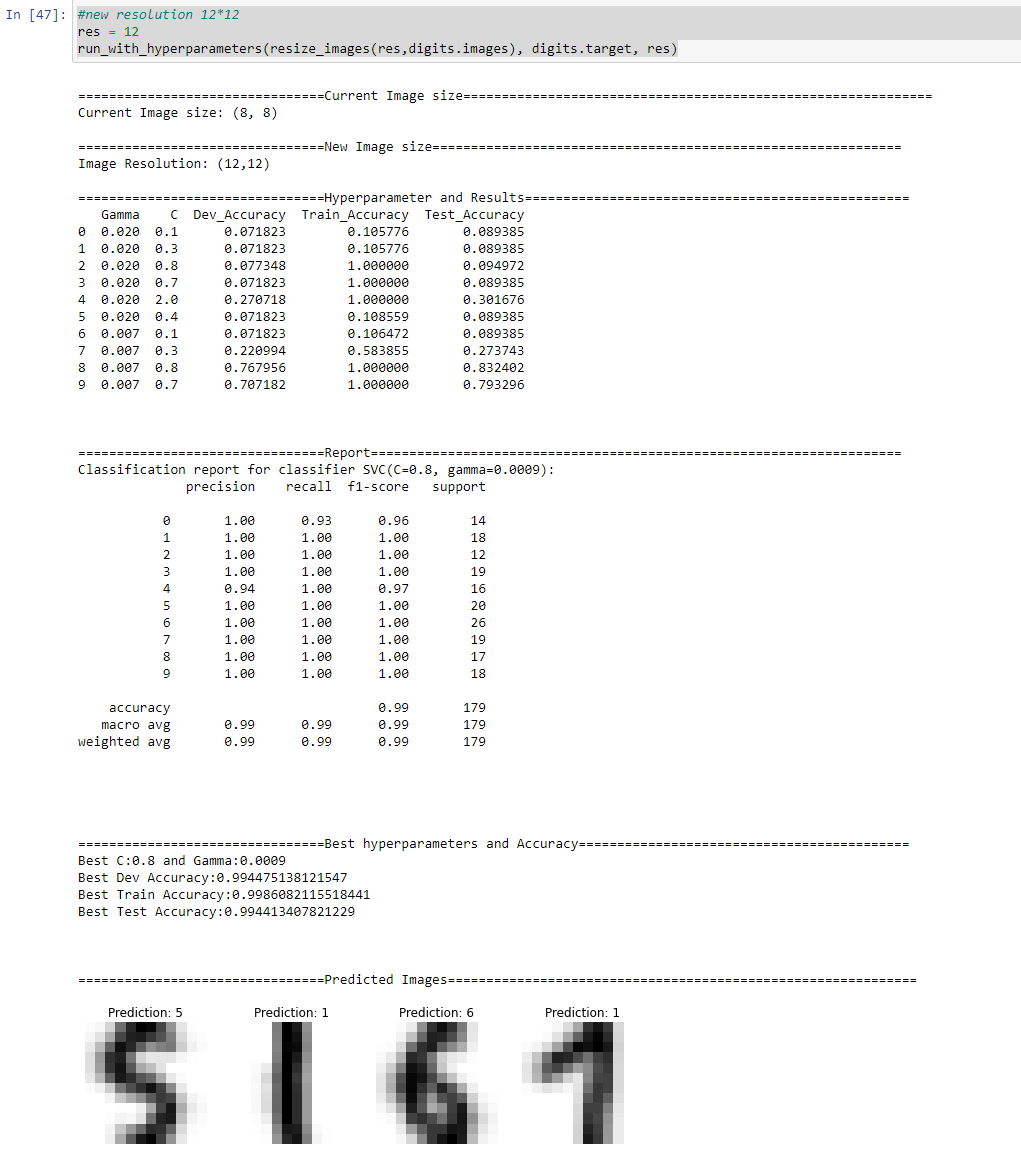 In [47]: #new resolution 12*12
res = 12
run_with_hyperparameters(resize_images(res,digits.images), digits.target, res)
================================Current Image size=============================================================
Current Image size: (8, 8)
================================New Image size=============================================================
Image Resolution: (12,12)
================================Hyperparameter and Results==================================================
Gamma C Dev_Accuracy Train_Accuracy Test_Accuracy
0 0.020 0.1 0.071823 0.105776 0.089385
1 0.020 0.3 0.071823 0.105776 0.089385
2 0.020 0.8 0.077348 1.000000 0.094972
3 0.020 0.7 0.071823 1.000000 0.089385
4 0.020 2.0 0.270718 1.000000 0.301676
5 0.020 0.4 0.071823 0.108559 0.089385
6 0.007 0.1 0.071823 0.106472 0.089385
7 0.007 0.3 0.220994 0.583855 0.273743
8 0.007 0.8 0.767956 1.000000 0.832402
9 0.007 0.7 0.707182 1.000000 0.793296
================================Report=====================================================================
Classification report for classifier SVC(C=0.8, gamma=0.0009):
precision recall f1-score support
0 1.00 0.93 0.96 14
1 1.00 1.00 1.00 18
2 1.00 1.00 1.00 12
3 1.00 1.00 1.00 19
4 0.94 1.00 0.97 16
5 1.00 1.00 1.00 20
6 1.00 1.00 1.00 26
7 1.00 1.00 1.00 19
8 1.00 1.00 1.00 17
9 1.00 1.00 1.00 18
accuracy 0.99 179
macro avg 0.99 0.99 0.99 179
weighted avg 0.99 0.99 0.99 179
================================Best hyperparameters and Accuracy===========================================
Best C:0.8 and Gamma:0.0009
Best Dev Accuracy:0.994475138121547
Best Train Accuracy:0.9986082115518441
Best Test Accuracy:0.994413407821229
================================Predicted Images=============================================================
Prediction: 5 Prediction: 1 Prediction: 6 Prediction: 1